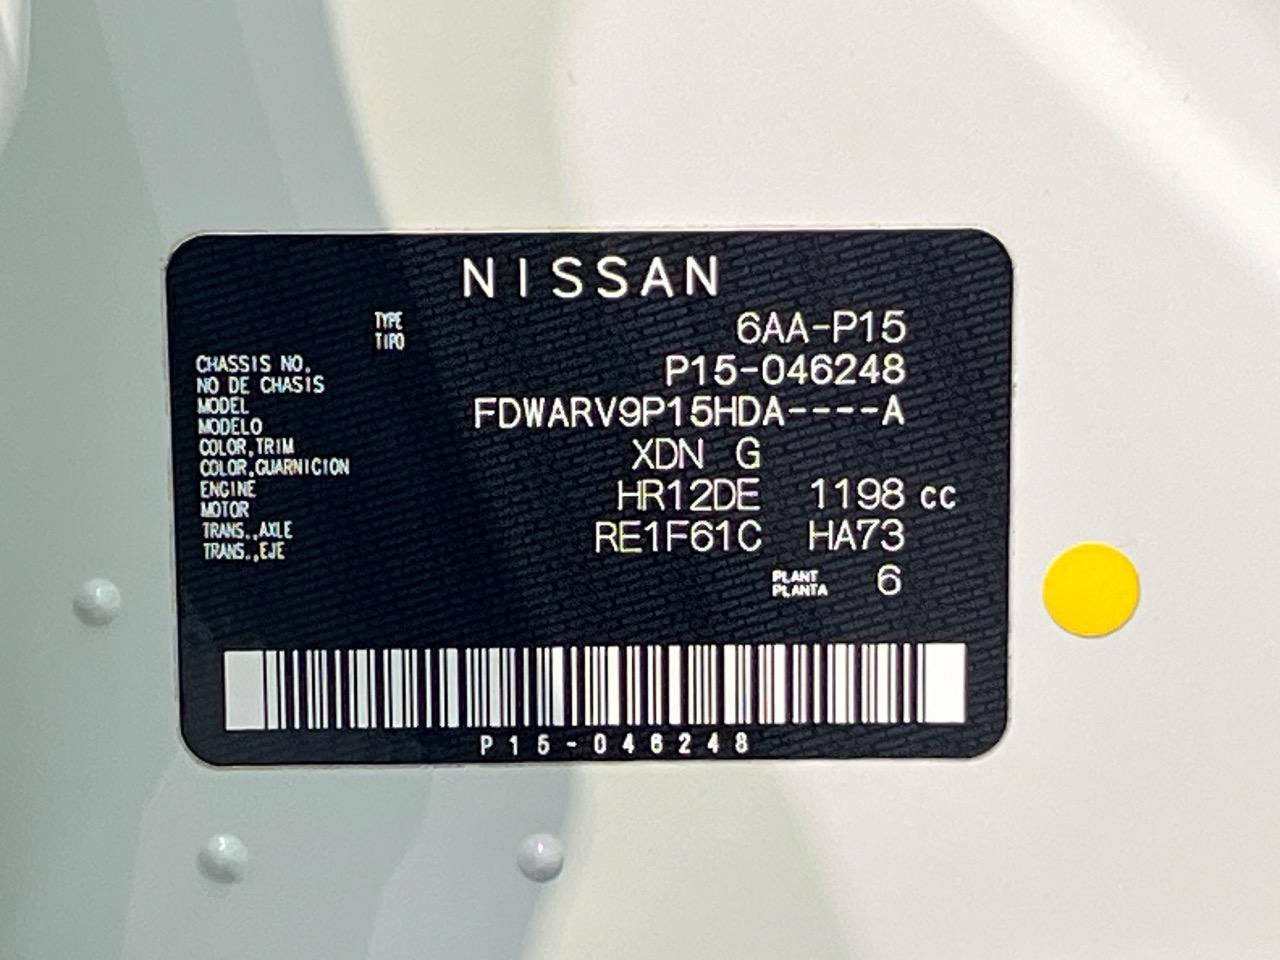 NISSAN
TYPE
TIPO 6AA-P15
CHASSIS NO.
NO DE CHASIS P15-046248
MODEL
MODELO FDWARV9P15HDA----A
COLOR,TRIM
COLOR,GUARNICION XDN G
ENGINE
MOTOR HR12DE 1198 cc
TRANS.,AXLE
TRANS.,EJE RE1F61C HA73
PLANT
PLANTA 6
P15-046248